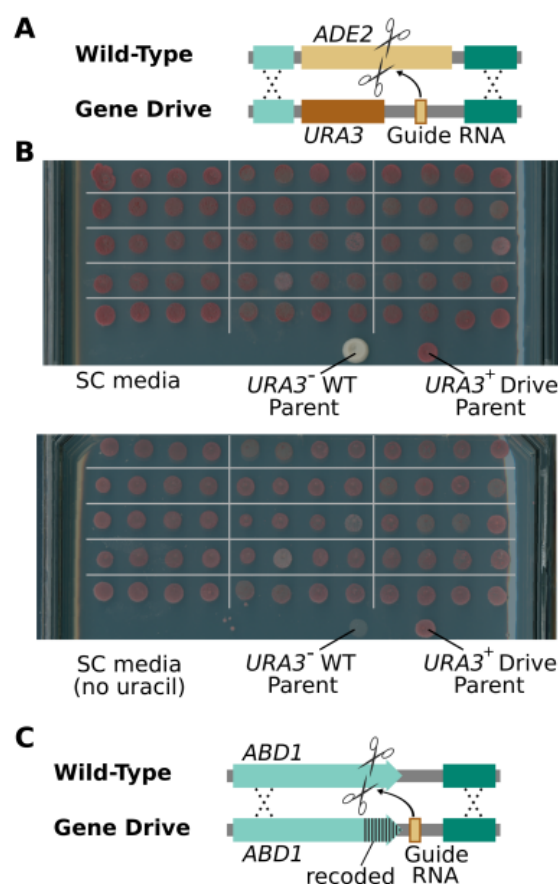 A
Wild-Type
ADE2
Gene Drive
URA3
Guide RNA
B
SC media
URA3- WT
Parent
URA3+ Drive
Parent
SC media
(no uracil)
URA3- WT
Parent
URA3+ Drive
Parent
C
ABD1
Wild-Type
Gene Drive
ABD1
recoded
Guide
RNA